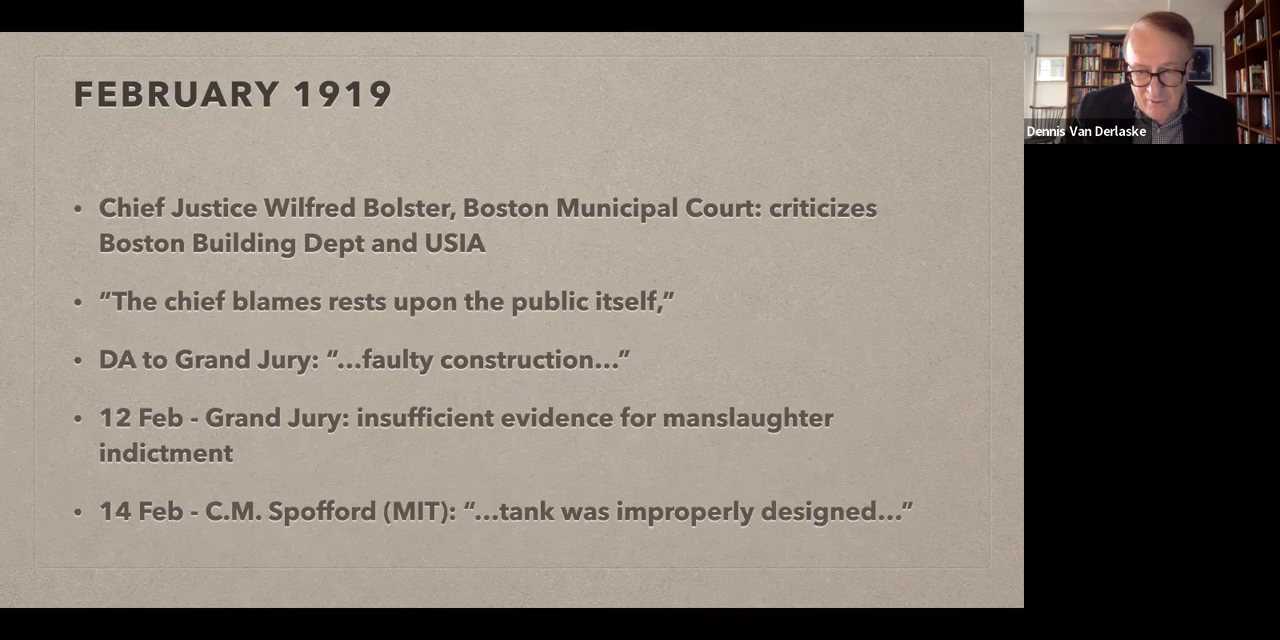 FEBRUARY 1919
• Chief Justice Wilfred Bolster, Boston Municipal Court: criticizes
Boston Building Dept and USIA
• “The chief blames rests upon the public itself,”
• DA to Grand Jury: “…faulty construction…”
• 12 Feb - Grand Jury: insufficient evidence for manslaughter
indictment
• 14 Feb - C.M. Spofford (MIT): “…tank was improperly designed…”
Dennis Van Derlaske